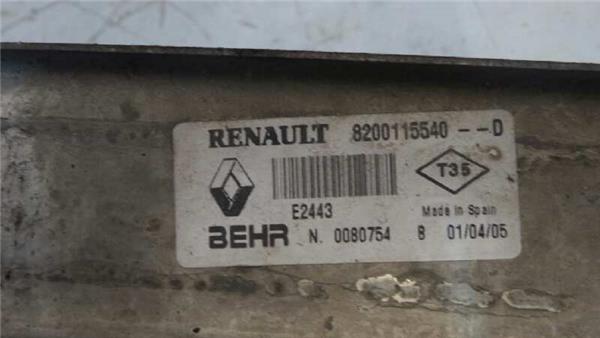 RENAULT 8200115540--D
T35
E2443
Made in Spain
BEHR N. 0080754 B 01/04/05